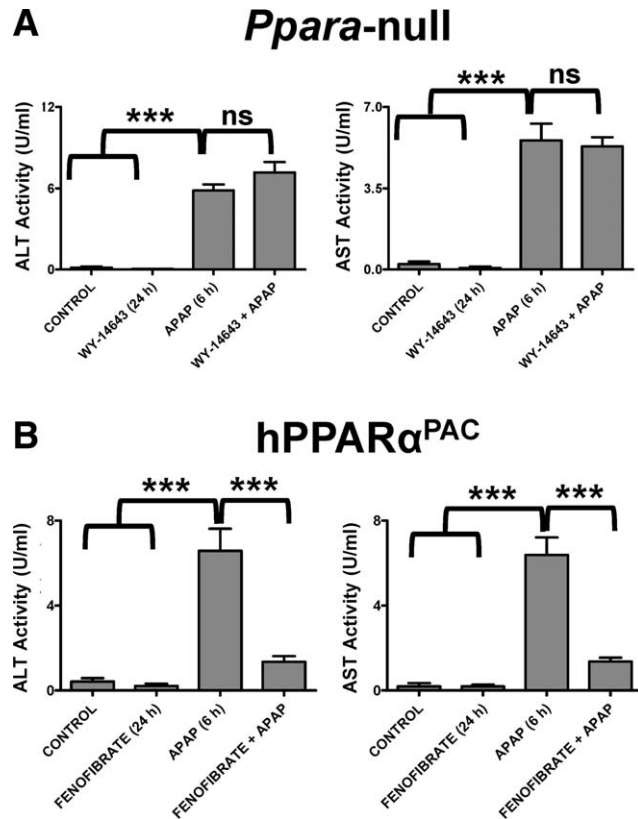 A
Ppara-null
ALT Activity (U/ml)
12
6
0
***
ns
CONTROL
WY-14643 (24 h)
APAP (6 h)
WY-14643 + APAP
AST Activity (U/ml)
7.0
3.5
0.0
***
ns
CONTROL
WY-14643 (24 h)
APAP (6 h)
WY-14643 + APAP
B
hPPARαPAC
ALT Activity (U/ml)
8
4
0
***
***
CONTROL
FENOFIBRATE (24 h)
APAP (6 h)
FENOFIBRATE + APAP
AST Activity (U/ml)
8
4
0
***
***
CONTROL
FENOFIBRATE (24 h)
APAP (6 h)
FENOFIBRATE + APAP